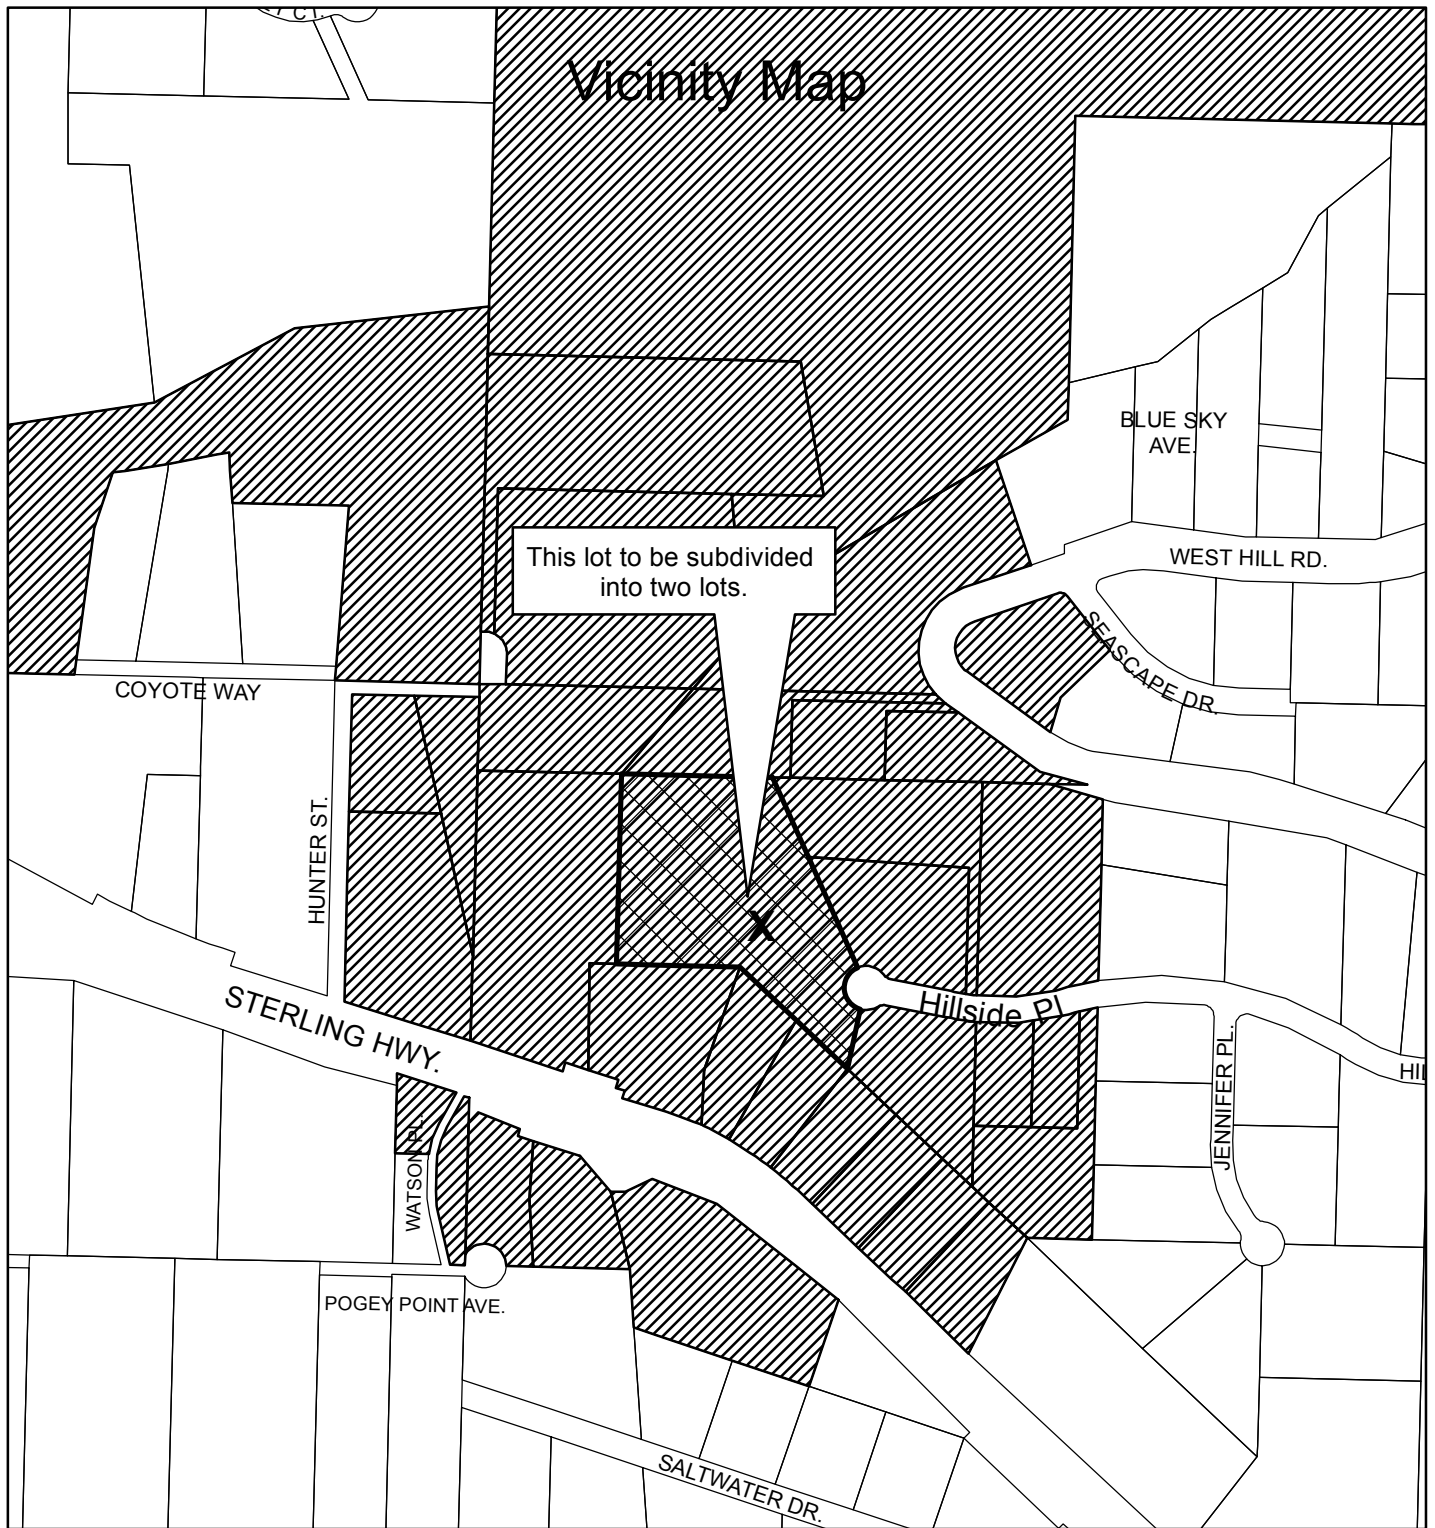 CT.
Vicinity Map
BLUE SKY
AVE.
This lot to be subdivided
into two lots.
WEST HILL RD.
SEASCAPE DR.
COYOTE WAY
HUNTER ST.
X
STERLING HWY.
Hillside Pl
JENNIFER PL.
WATSON PL.
POGEY POINT AVE.
SALTWATER DR.